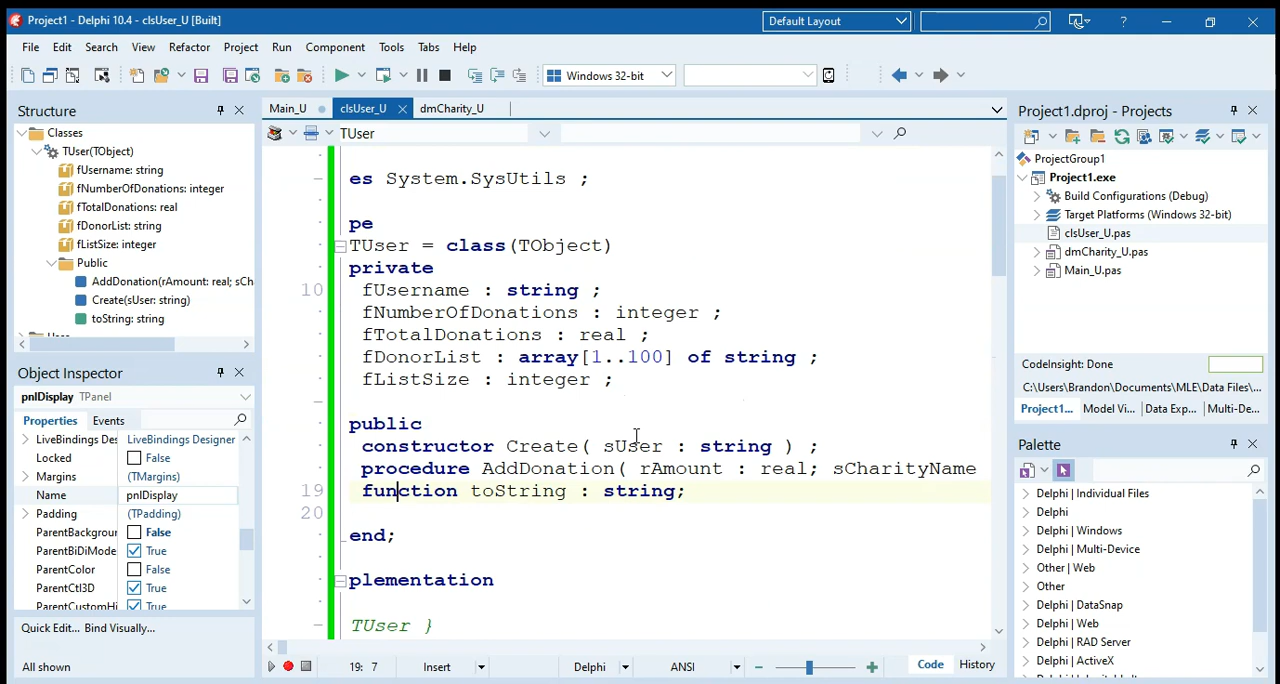 Project1 - Delphi 10.4 - clsUser_U [Built]
Default Layout
?
File Edit Search View Refactor Project Run Component Tools Tabs Help
Windows 32-bit
Structure
Classes
TUser(TObject)
fUsername: string
fNumberOfDonations: integer
fTotalDonations: real
fDonorList: string
fListSize: integer
Public
AddDonation(rAmount: real; sCh
Create(sUser: string)
toString: string
Object Inspector
pnlDisplay TPanel
Properties Events
LiveBindings Des LiveBindings Designer
Locked False
Margins (TMargins)
Name pnlDisplay
Padding (TPadding)
ParentBackgrour False
ParentBiDiMode True
ParentColor False
ParentCtl3D True
ParentCustomHi True
Quick Edit... Bind Visually...
All shown
Main_U clsUser_U dmCharity_U
TUser
es System.SysUtils ;
pe
TUser = class(TObject)
private
10 fUsername : string ;
fNumberOfDonations : integer ;
fTotalDonations : real ;
fDonorList : array[1..100] of string ;
fListSize : integer ;
public
constructor Create( sUser : string ) ;
procedure AddDonation( rAmount : real; sCharityName
19 function toString : string;
20
end;
plementation
TUser }
19: 7 Insert Delphi ANSI Code History
Project1.dproj - Projects
ProjectGroup1
Project1.exe
Build Configurations (Debug)
Target Platforms (Windows 32-bit)
clsUser_U.pas
dmCharity_U.pas
Main_U.pas
CodeInsight: Done
C:\Users\Brandon\Documents\MLE\Data Files\...
Project1... Model Vi... Data Exp... Multi-De...
Palette
Delphi | Individual Files
Delphi
Delphi | Windows
Delphi | Multi-Device
Other | Web
Other
Delphi | DataSnap
Delphi | Web
Delphi | RAD Server
Delphi | ActiveX